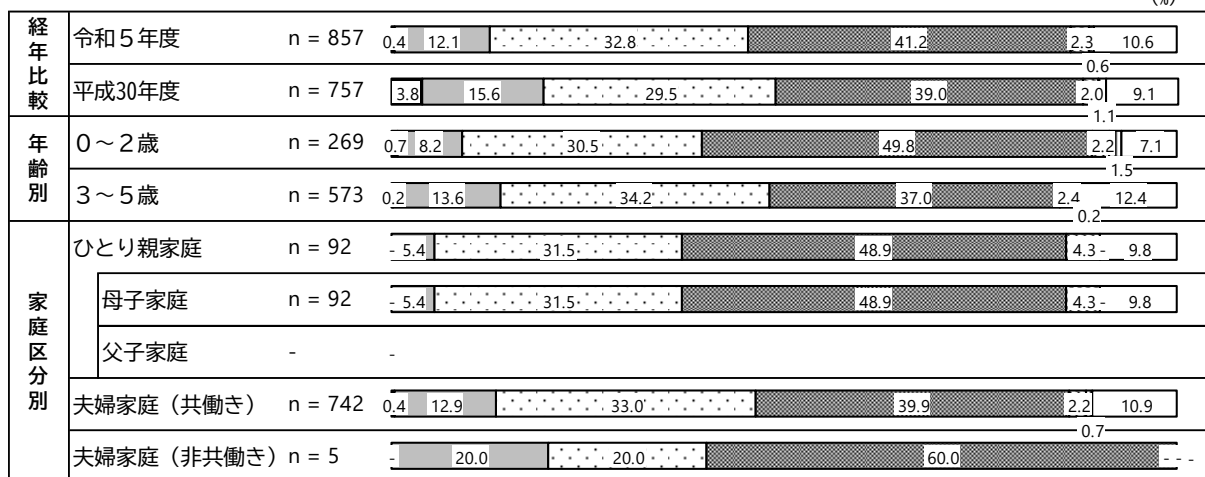 (%)
経年比較
令和５年度 n = 857 0.4 12.1 32.8 41.2 2.3 10.6
0.6
平成30年度 n = 757 3.8 15.6 29.5 39.0 2.0 9.1
1.1
年齢別
０～２歳 n = 269 0.7 8.2 30.5 49.8 2.2 7.1
1.5
３～５歳 n = 573 0.2 13.6 34.2 37.0 2.4 12.4
0.2
家庭区分別
ひとり親家庭 n = 92 - 5.4 31.5 48.9 4.3 - 9.8
母子家庭 n = 92 - 5.4 31.5 48.9 4.3 - 9.8
父子家庭 - -
夫婦家庭（共働き） n = 742 0.4 12.9 33.0 39.9 2.2 10.9
0.7
夫婦家庭（非共働き） n = 5 - 20.0 20.0 60.0 - - -